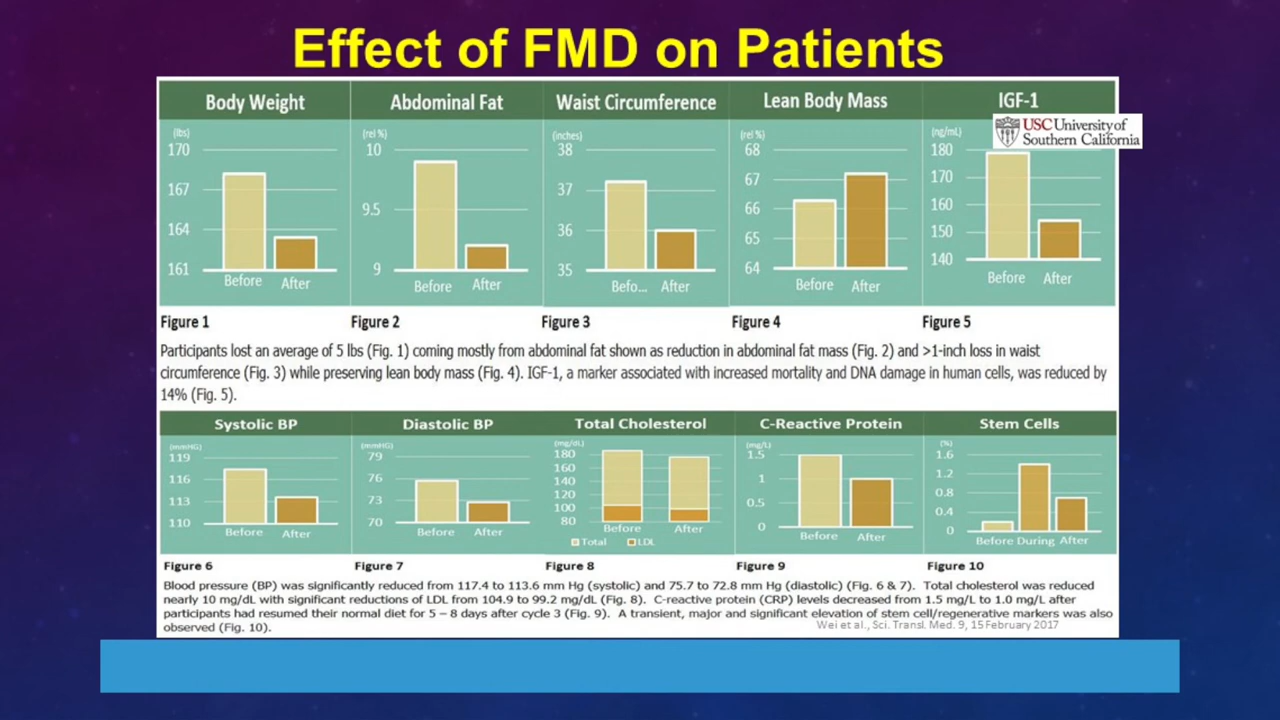 Effect of FMD on Patients
Body Weight
Abdominal Fat
Waist Circumference
Lean Body Mass
IGF-1
USC University of
Southern California
(lbs)
170
167
164
161
Before After
(rel %)
10
9.5
9
Before After
(inches)
38
37
36
35
Befo... After
(rel %)
68
67
66
65
64
Before After
(ng/mL)
180
170
160
150
140
Before After
Figure 1
Figure 2
Figure 3
Figure 4
Figure 5
Participants lost an average of 5 lbs (Fig. 1) coming mostly from abdominal fat shown as reduction in abdominal fat mass (Fig. 2) and >1-inch loss in waist
circumference (Fig. 3) while preserving lean body mass (Fig. 4). IGF-1, a marker associated with increased mortality and DNA damage in human cells, was reduced by
14% (Fig. 5).
Systolic BP
Diastolic BP
Total Cholesterol
C-Reactive Protein
Stem Cells
(mmHG)
119
116
113
110
Before After
(mmHG)
79
76
73
70
Before After
(mg/dL)
180
160
140
120
100
80
Before After
Total LDL
(mg/L)
1.5
1
0.5
0
Before After
(%)
1.6
1.2
0.8
0.4
0
Before During After
Figure 6
Figure 7
Figure 8
Figure 9
Figure 10
Blood pressure (BP) was significantly reduced from 117.4 to 113.6 mm Hg (systolic) and 75.7 to 72.8 mm Hg (diastolic) (Fig. 6 & 7). Total cholesterol was reduced
nearly 10 mg/dL with significant reductions of LDL from 104.9 to 99.2 mg/dL (Fig. 8). C-reactive protein (CRP) levels decreased from 1.5 mg/L to 1.0 mg/L after
participants had resumed their normal diet for 5 – 8 days after cycle 3 (Fig. 9). A transient, major and significant elevation of stem cell/regenerative markers was also
observed (Fig. 10).
Wei et al., Sci. Transl. Med. 9, 15 February 2017